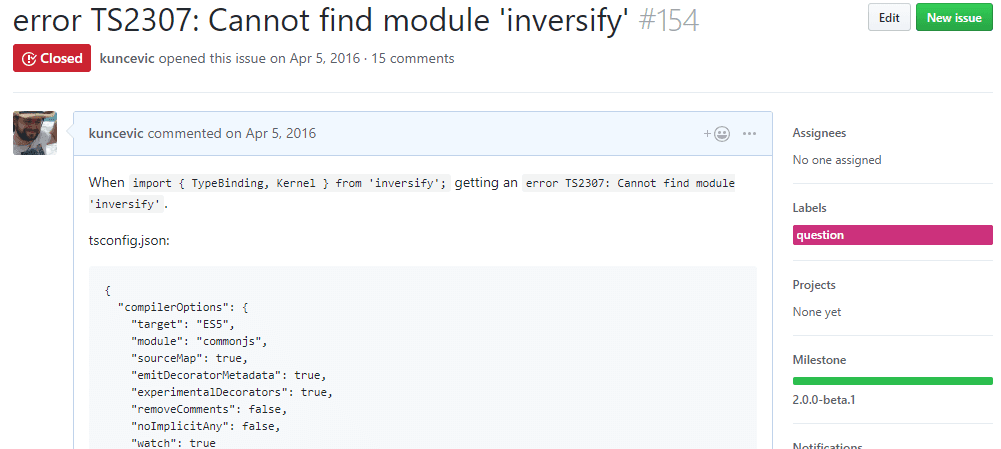 error TS2307: Cannot find module 'inversify' #154
Edit
New issue
Closed
kuncevic opened this issue on Apr 5, 2016 · 15 comments
kuncevic commented on Apr 5, 2016
When import { TypeBinding, Kernel } from 'inversify'; getting an error TS2307: Cannot find module
'inversify'.
tsconfig.json:
{
"compilerOptions": {
"target": "ES5",
"module": "commonjs",
"sourceMap": true,
"emitDecoratorMetadata": true,
"experimentalDecorators": true,
"removeComments": false,
"noImplicitAny": false,
"watch": true
Assignees
No one assigned
Labels
question
Projects
None yet
Milestone
2.0.0-beta.1
Notifications